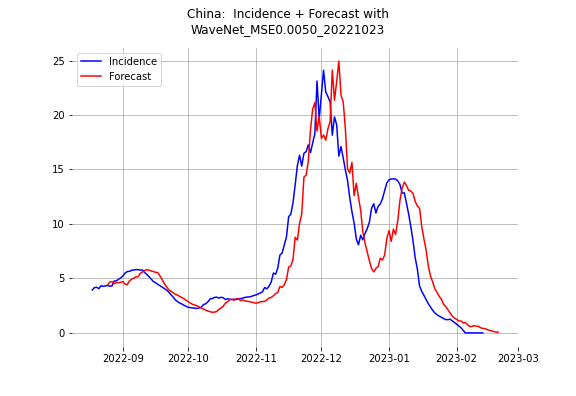 China:  Incidence + Forecast with
WaveNet_MSE0.0050_20221023
Incidence
Forecast
25
20
15
10
5
0
2022-09 2022-10 2022-11 2022-12 2023-01 2023-02 2023-03